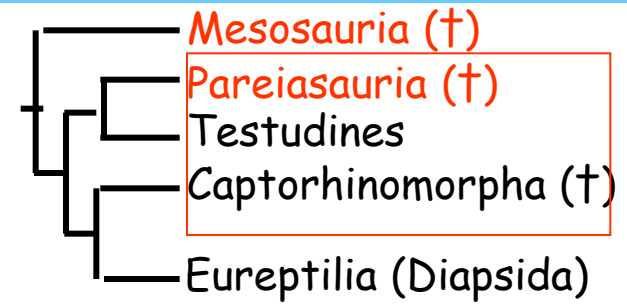 Mesosauria (†)
Pareiasauria (†)
Testudines
Captorhinomorpha (†)
Eureptilia (Diapsida)